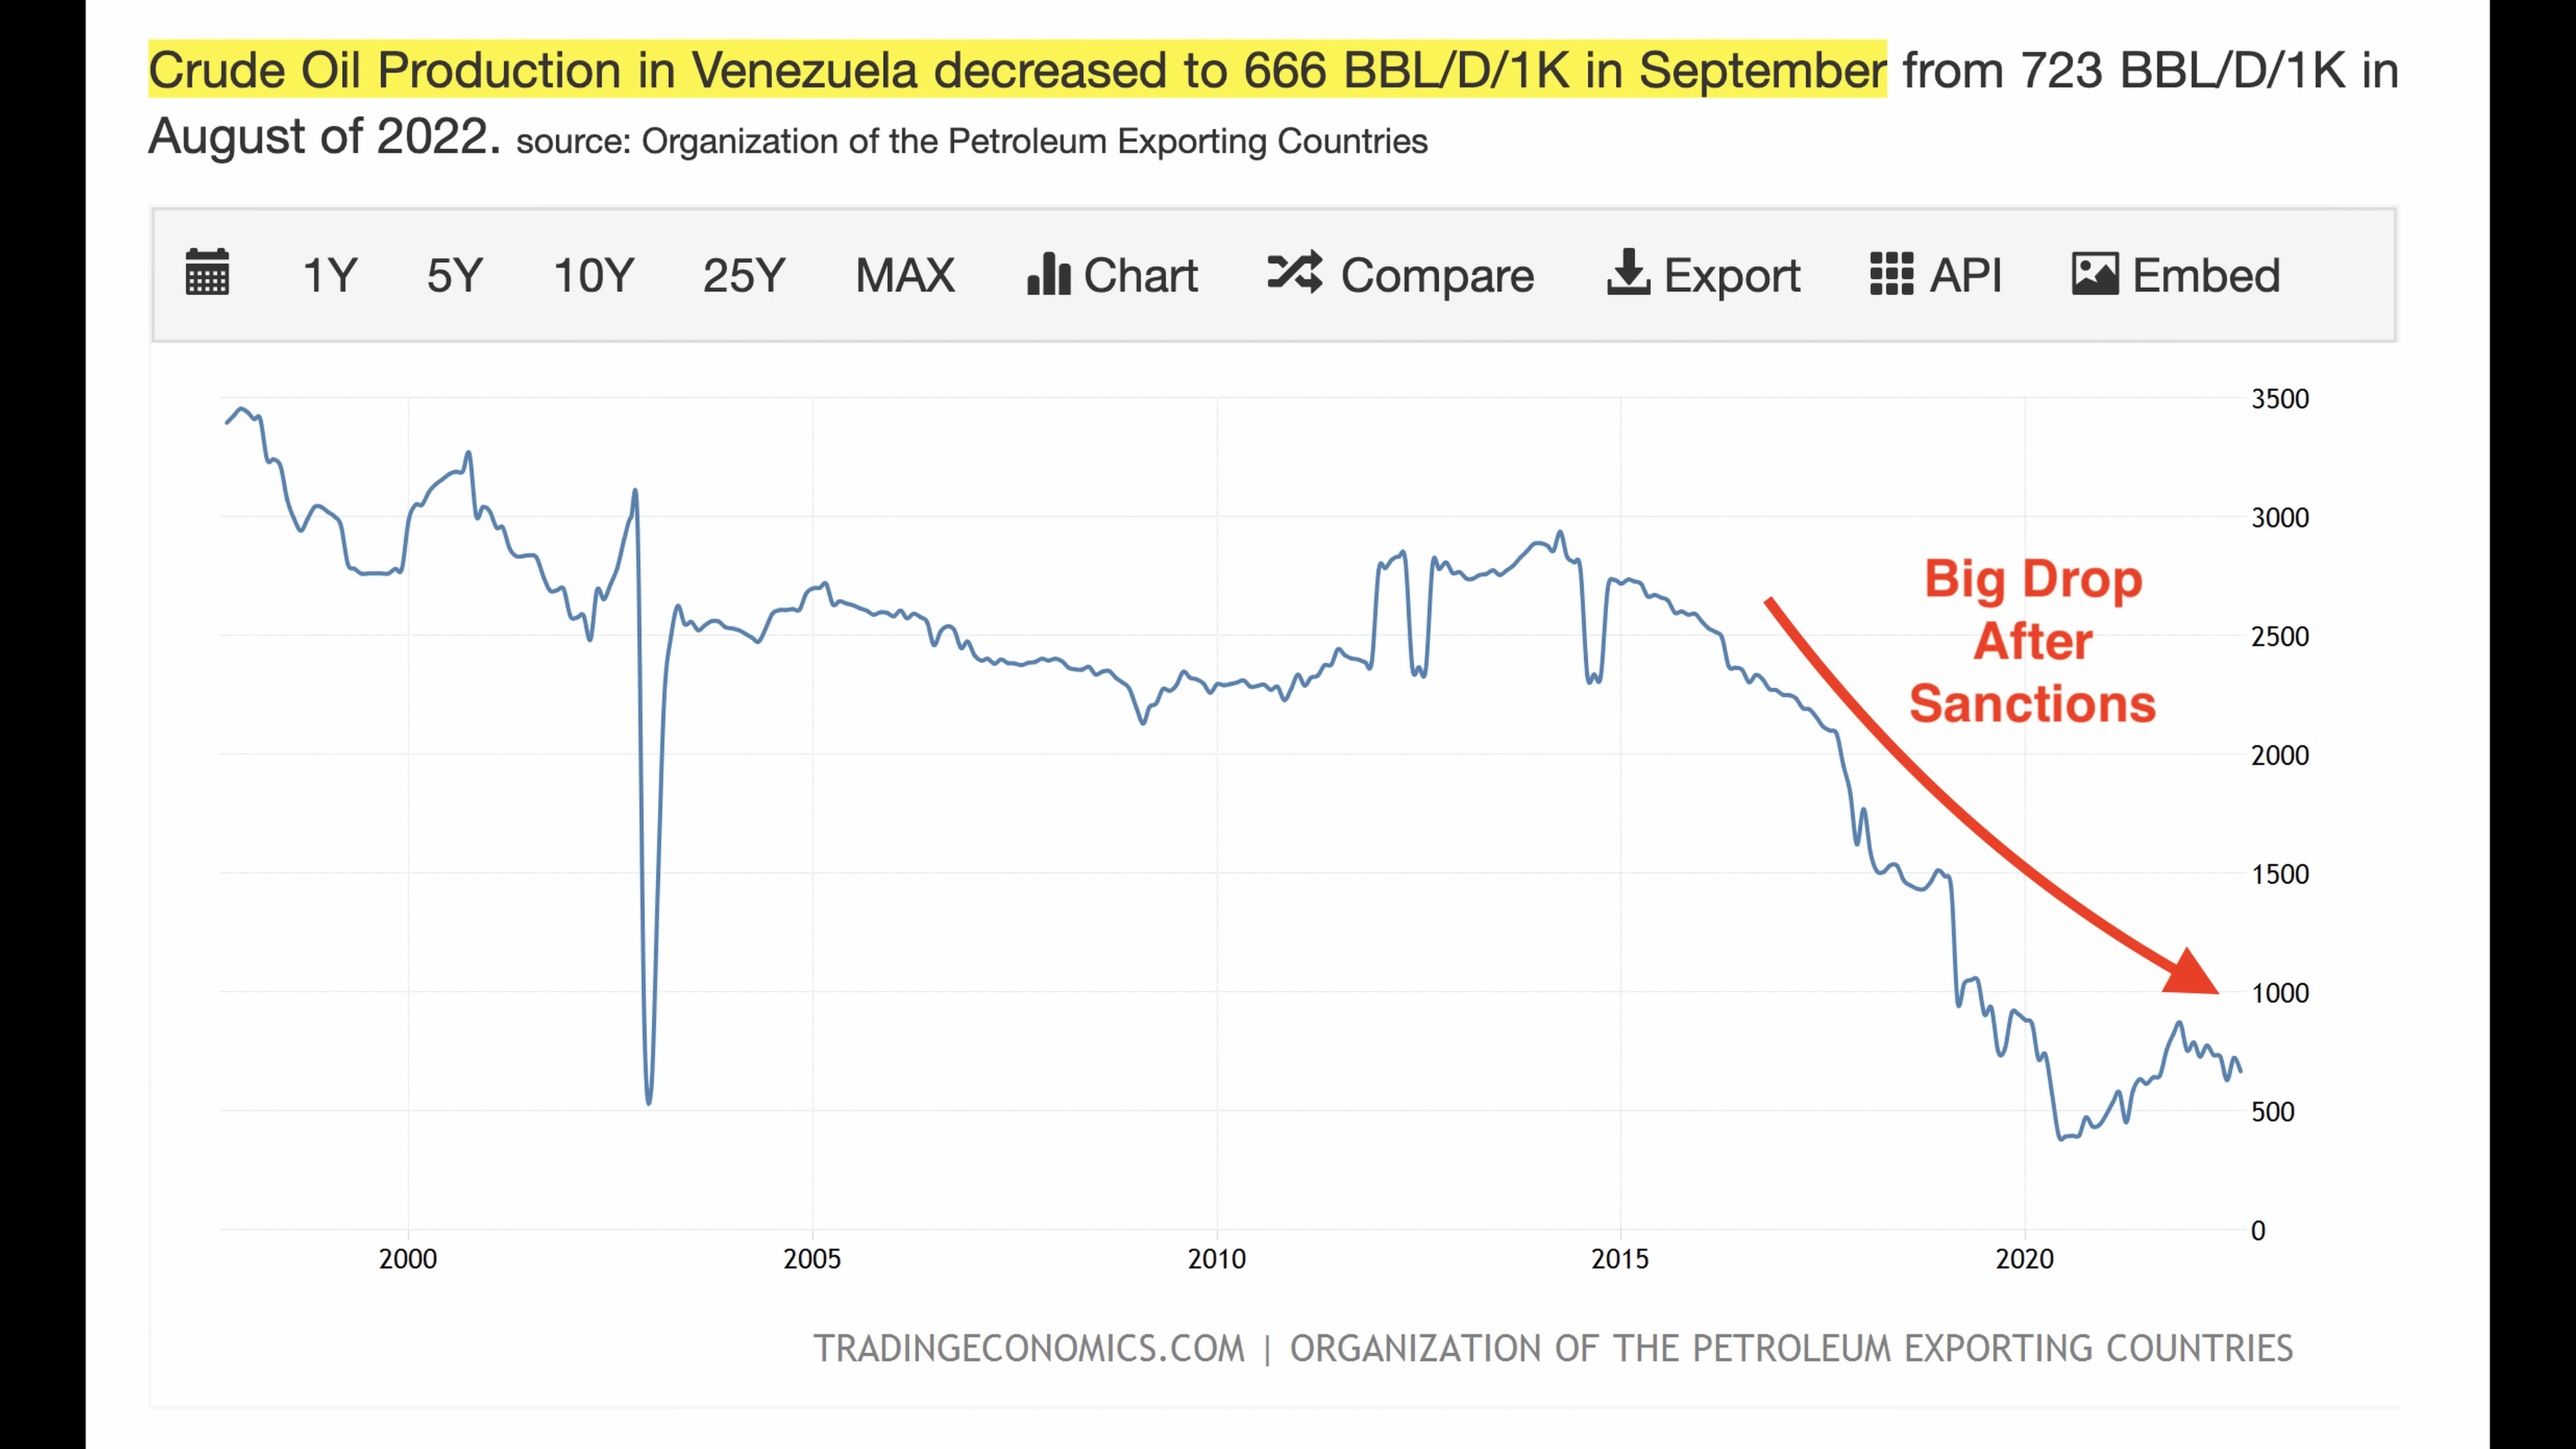 Crude Oil Production in Venezuela decreased to 666 BBL/D/1K in September from 723 BBL/D/1K in
August of 2022. source: Organization of the Petroleum Exporting Countries
1Y 5Y 10Y 25Y MAX Chart Compare Export API Embed
3500
3000
Big Drop
After
Sanctions
2500
2000
1500
1000
500
0
2000 2005 2010 2015 2020
TRADINGECONOMICS.COM | ORGANIZATION OF THE PETROLEUM EXPORTING COUNTRIES